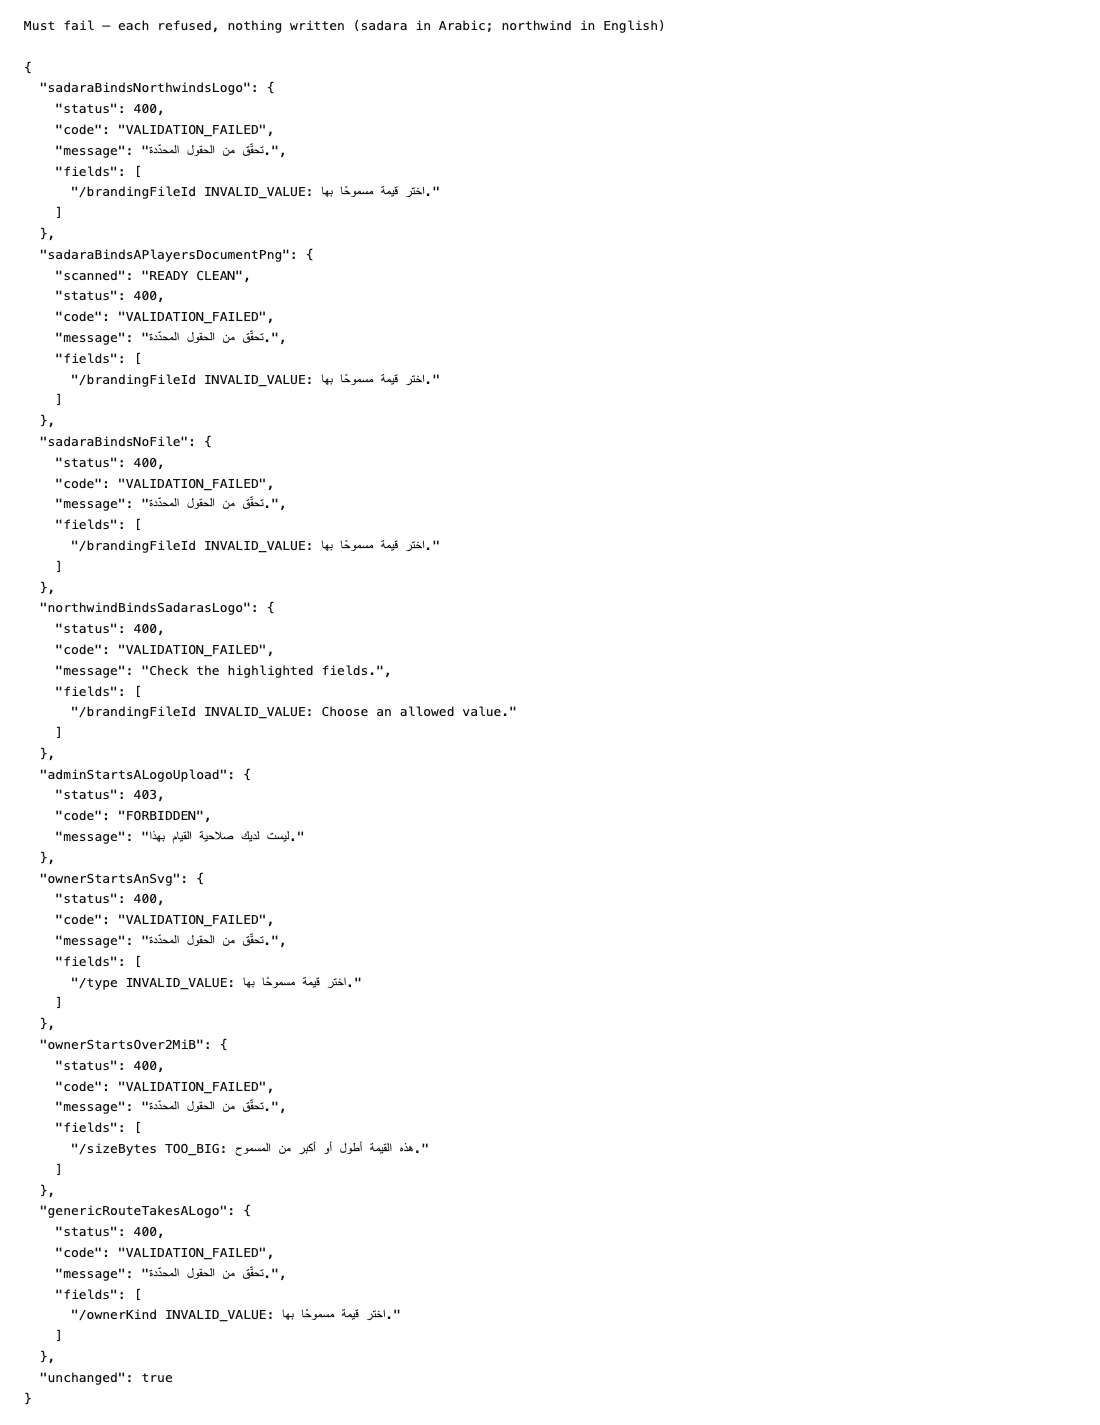 Must fail — each refused, nothing written (sadara in Arabic; northwind in English)
{
"sadaraBindsNorthwindsLogo": {
"status": 400,
"code": "VALIDATION_FAILED",
"message": "تحقّق من الحقول المحدّدة.",
"fields": [
"/brandingFileId INVALID_VALUE: اختر قيمة مسموحًا بها."
]
},
"sadaraBindsAPlayersDocumentPng": {
"scanned": "READY CLEAN",
"status": 400,
"code": "VALIDATION_FAILED",
"message": "تحقّق من الحقول المحدّدة.",
"fields": [
"/brandingFileId INVALID_VALUE: اختر قيمة مسموحًا بها."
]
},
"sadaraBindsNoFile": {
"status": 400,
"code": "VALIDATION_FAILED",
"message": "تحقّق من الحقول المحدّدة.",
"fields": [
"/brandingFileId INVALID_VALUE: اختر قيمة مسموحًا بها."
]
},
"northwindBindsSadarasLogo": {
"status": 400,
"code": "VALIDATION_FAILED",
"message": "Check the highlighted fields.",
"fields": [
"/brandingFileId INVALID_VALUE: Choose an allowed value."
]
},
"adminStartsALogoUpload": {
"status": 403,
"code": "FORBIDDEN",
"message": "ليست لديك صلاحية القيام بهذا."
},
"ownerStartsAnSvg": {
"status": 400,
"code": "VALIDATION_FAILED",
"message": "تحقّق من الحقول المحدّدة.",
"fields": [
"/type INVALID_VALUE: اختر قيمة مسموحًا بها."
]
},
"ownerStartsOver2MiB": {
"status": 400,
"code": "VALIDATION_FAILED",
"message": "تحقّق من الحقول المحدّدة.",
"fields": [
"/sizeBytes TOO_BIG: هذه القيمة أطول أو أكبر من المسموح."
]
},
"genericRouteTakesALogo": {
"status": 400,
"code": "VALIDATION_FAILED",
"message": "تحقّق من الحقول المحدّدة.",
"fields": [
"/ownerKind INVALID_VALUE: اختر قيمة مسموحًا بها."
]
},
"unchanged": true
}